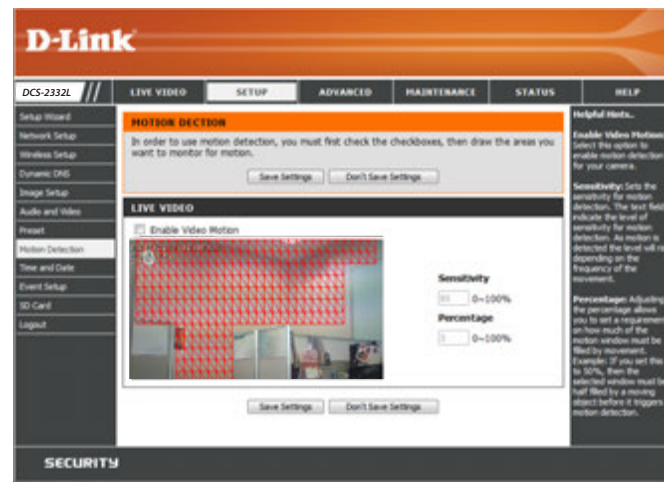 D-Link
DCS-2332L
LIVE VIDEO
SETUP
ADVANCED
MAINTENANCE
STATUS
HELP
Setup Wizard
Network Setup
Wireless Setup
Dynamic DNS
Image Setup
Audio and Video
Preset
Motion Detection
Time and Date
Event Setup
SD Card
Logout
MOTION DECTION
In order to use motion detection, you must first check the checkboxes, then draw the areas you
want to monitor for motion.
Save Settings Don't Save Settings
LIVE VIDEO
Enable Video Motion
Sensitivity
0~100%
Percentage
0~100%
Save Settings Don't Save Settings
Helpful Hints..
Enable Video Motion:
Select this option to
enable motion detection
for your camera.
Sensitivity: Sets the
sensitivity for motion
detection. The text field
indicate the level of
sensitivity for motion
detection. As motion is
detected the level will
depending on the
frequency of the
movement.
Percentage: Adjusting
the percentage allows
you to set a requirement
on how much of the
motion window must be
filled by movement.
Example: If you set this
to 50%, then the
selected window must be
half filled by a moving
object before it triggers
motion detection.
SECURITY